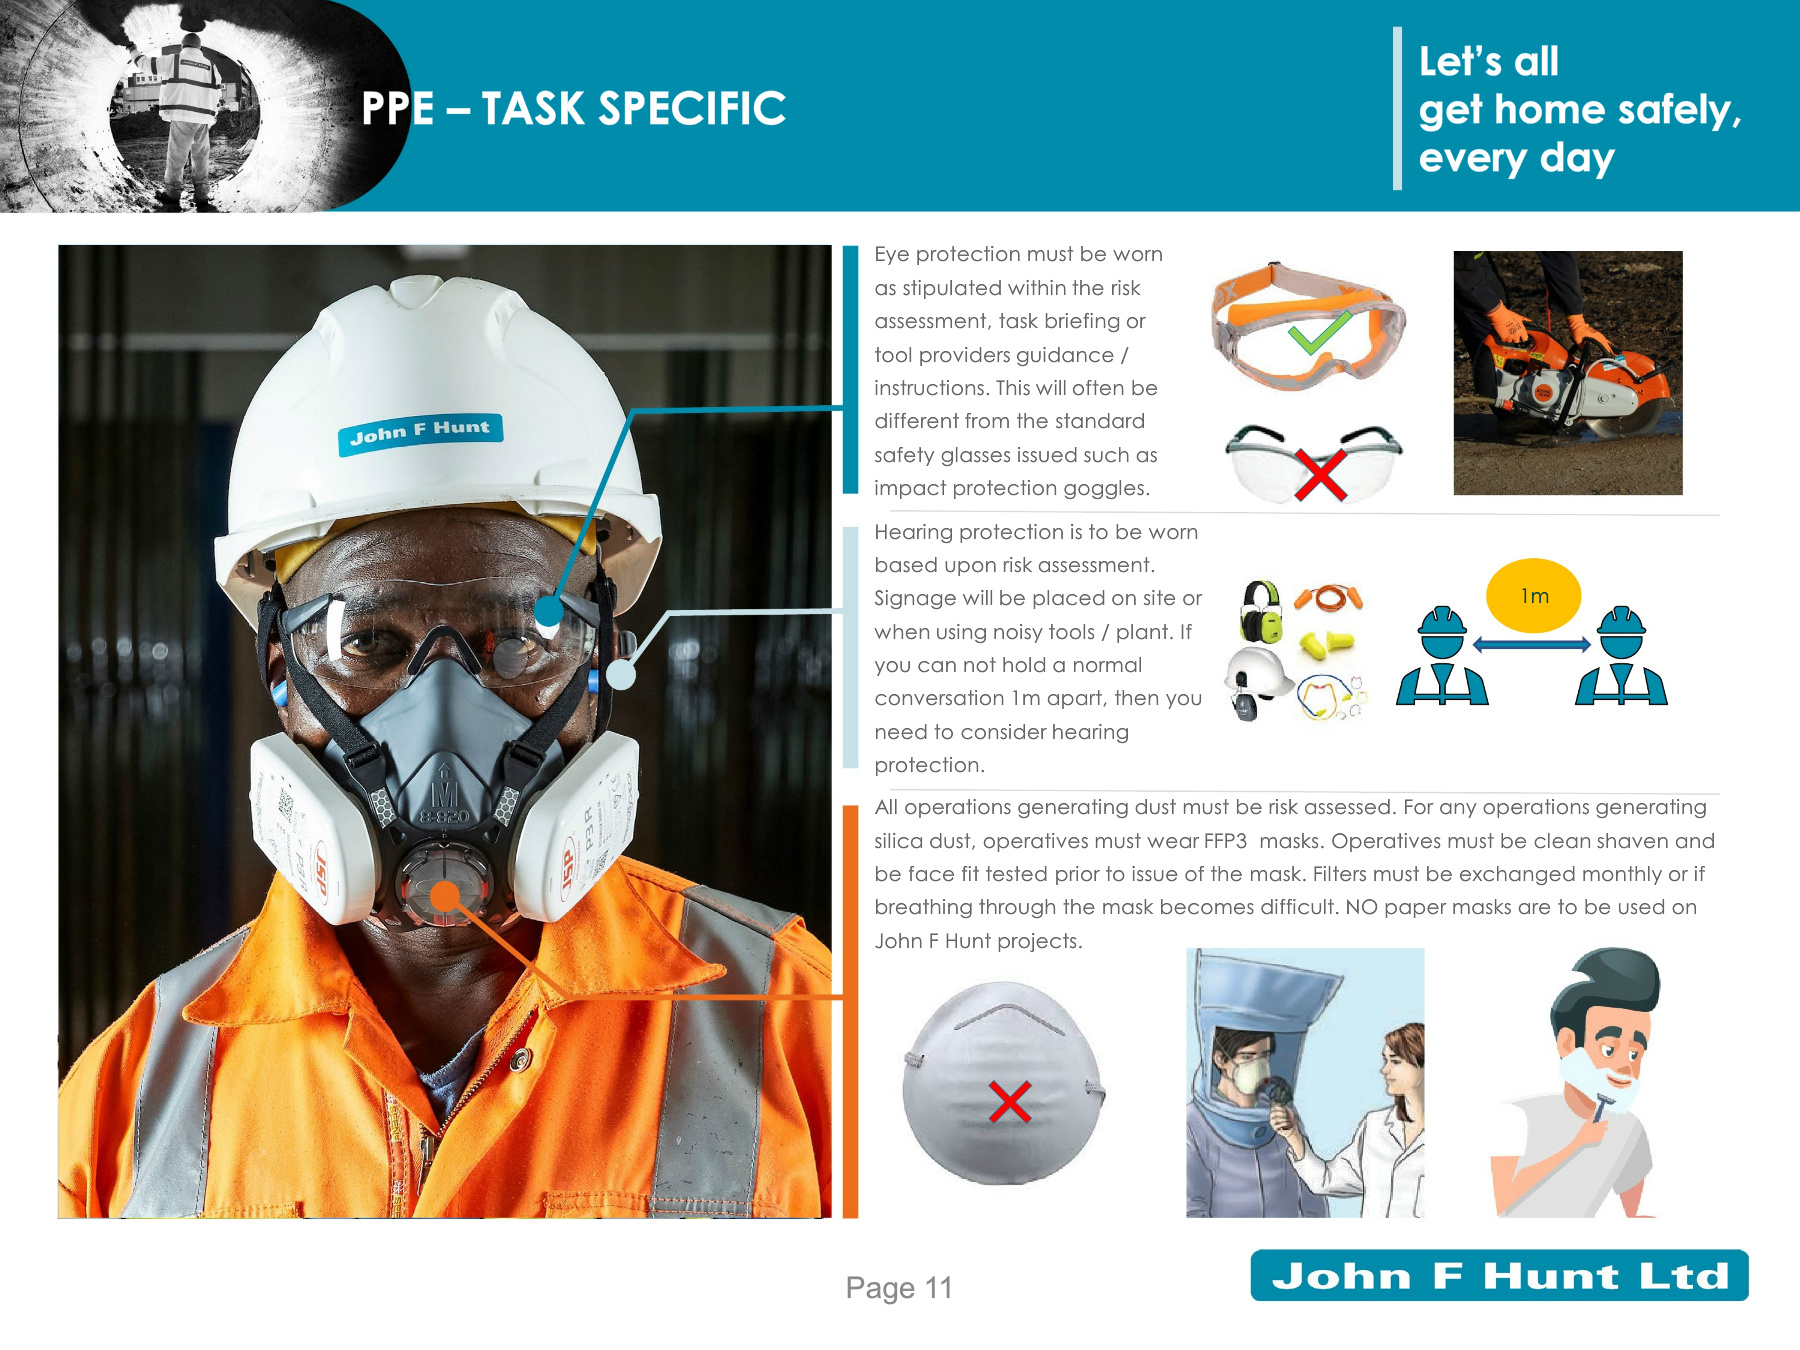 PPE – TASK SPECIFIC
Let's all
get home safely,
every day
John F Hunt
M
8-820
P3 R
JSP
P3 R
JSP
Eye protection must be worn
as stipulated within the risk
assessment, task briefing or
tool providers guidance /
instructions. This will often be
different from the standard
safety glasses issued such as
impact protection goggles.
Hearing protection is to be worn
based upon risk assessment.
Signage will be placed on site or
when using noisy tools / plant. If
you can not hold a normal
conversation 1m apart, then you
need to consider hearing
protection.
1m
All operations generating dust must be risk assessed. For any operations generating
silica dust, operatives must wear FFP3 masks. Operatives must be clean shaven and
be face fit tested prior to issue of the mask. Filters must be exchanged monthly or if
breathing through the mask becomes difficult. NO paper masks are to be used on
John F Hunt projects.
Page 11
John F Hunt Ltd